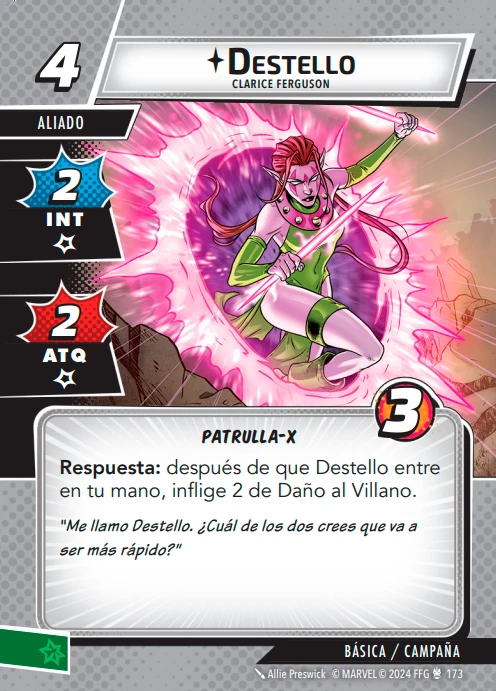 4
DESTELLO
CLARICE FERGUSON
ALIADO
2
INT
2
ATQ
3
PATRULLA-X
Respuesta: después de que Destello entre
en tu mano, inflige 2 de Daño al Villano.
"Me llamo Destello. ¿Cuál de los dos crees que va a
ser más rápido?"
BÁSICA / CAMPAÑA
Allie Preswick © MARVEL © 2024 FFG 173